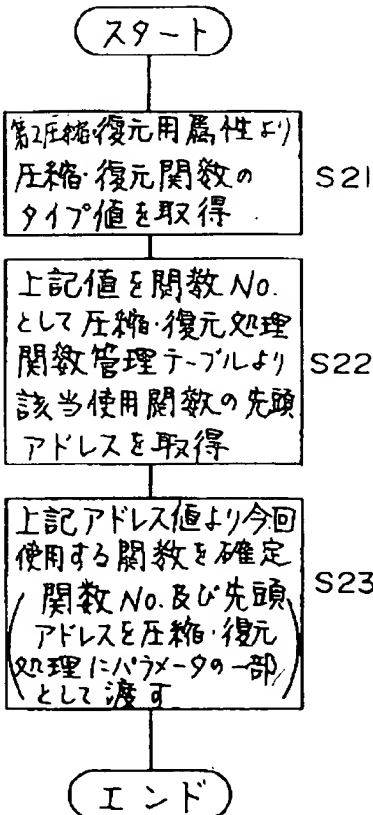 スタート
第2圧縮・復元用属性より
圧縮・復元関数の
タイプ値を取得
S21
上記値を関数No.
として圧縮・復元処理
関数管理テーブルより
該当使用関数の先頭
アドレスを取得
S22
上記アドレス値より今回
使用する関数を確定
(関数No.及び先頭
アドレスを圧縮・復元
処理にパラメータの一部
として渡す)
S23
エンド